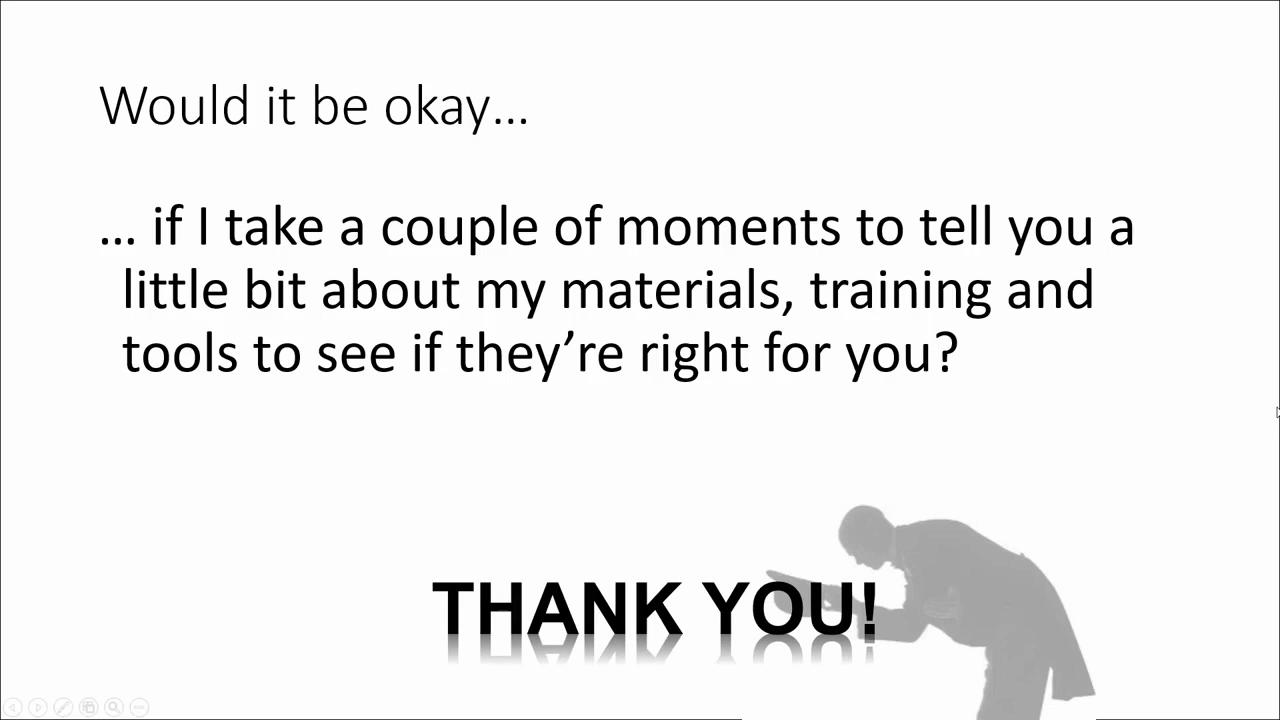 Would it be okay...
... if I take a couple of moments to tell you a
little bit about my materials, training and
tools to see if they’re right for you?
THANK YOU!